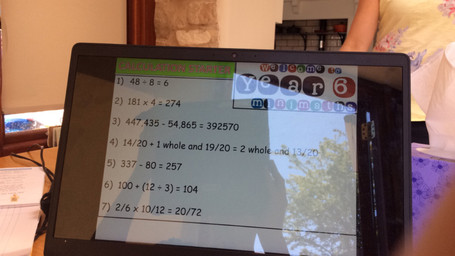 Welcome to
Year 6
minimaths
1) 48 ÷ 8 = 6
2) 181 x 4 = 274
3) 447,435 - 54,865 = 392570
4) 14/20 + 1 whole and 19/20 = 2 whole and 13/20
5) 337 - 80 = 257
6) 100 + (12 ÷ 3) = 104
7) 2/6 x 10/12 = 20/72